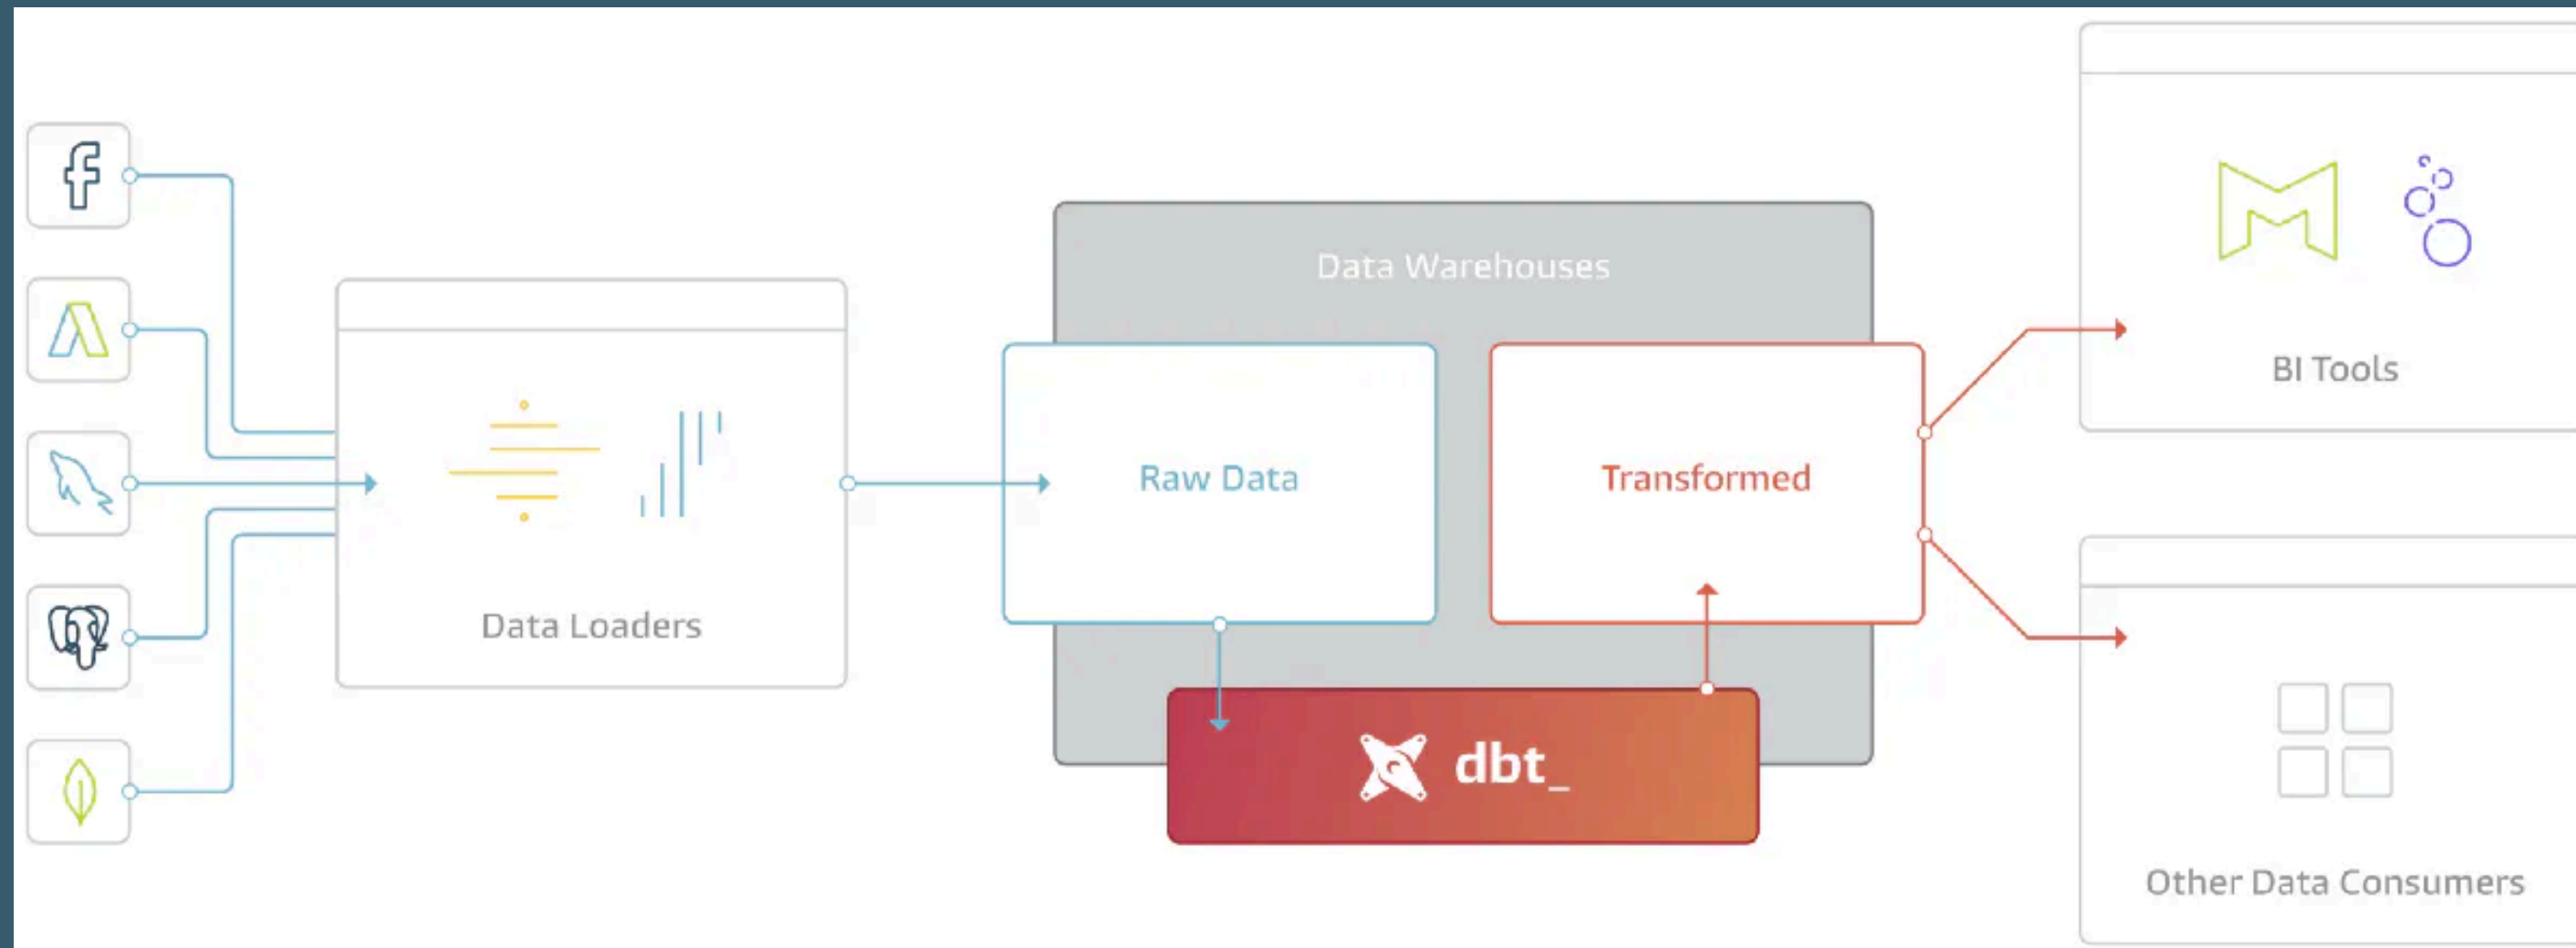 Data Warehouses
BI Tools
Raw Data
Transformed
Data Loaders
dbt_
Other Data Consumers